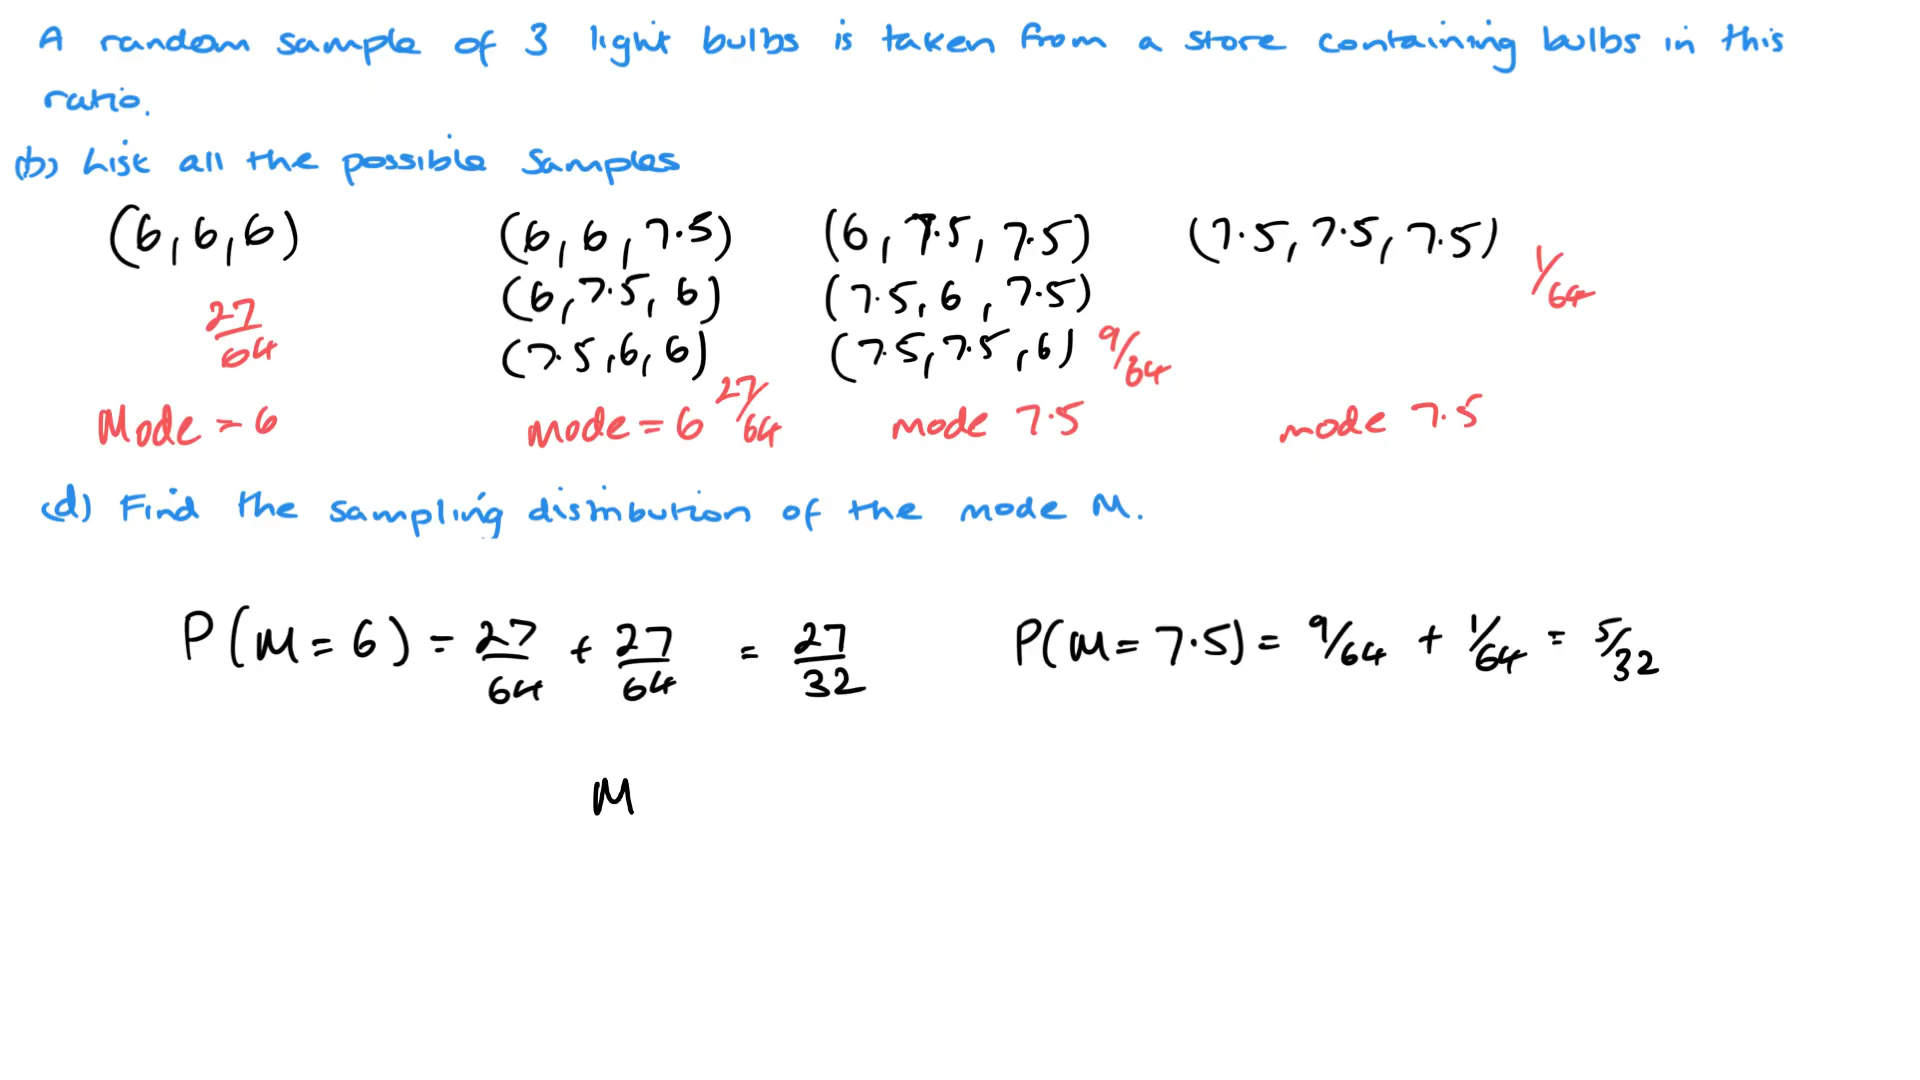 A random sample of 3 light bulbs is taken from a store containing bulbs in this
ratio.
(b) List all the possible samples
(6, 6, 6) (6, 6, 7.5) (6, 7.5, 7.5) (7.5, 7.5, 7.5) 1/64
(6, 7.5, 6) (7.5, 6, 7.5)
27/64 (7.5, 6, 6) 27/64 (7.5, 7.5, 6) 9/64
Mode = 6 mode = 6 mode 7.5 mode 7.5
(d) Find the sampling distribution of the mode M.
P(M = 6) = 27/64 + 27/64 = 27/32 P(M = 7.5) = 9/64 + 1/64 = 5/32
M